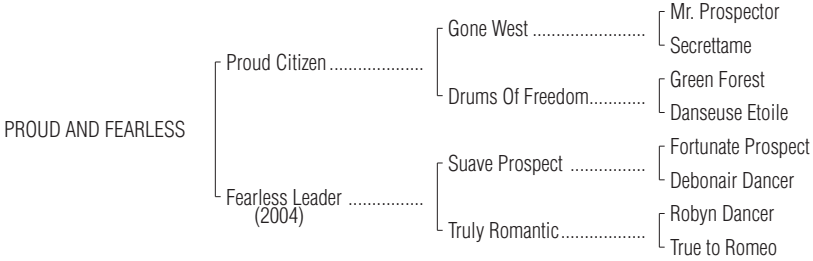 Mr. Prospector
Gone West ........................
Secrettame
Proud Citizen ....................
Green Forest
Drums Of Freedom............
Danseuse Etoile
PROUD AND FEARLESS
Fortunate Prospect
Suave Prospect ................
Debonair Dancer
Fearless Leader ................
(2004)
Robyn Dancer
Truly Romantic..................
True to Romeo